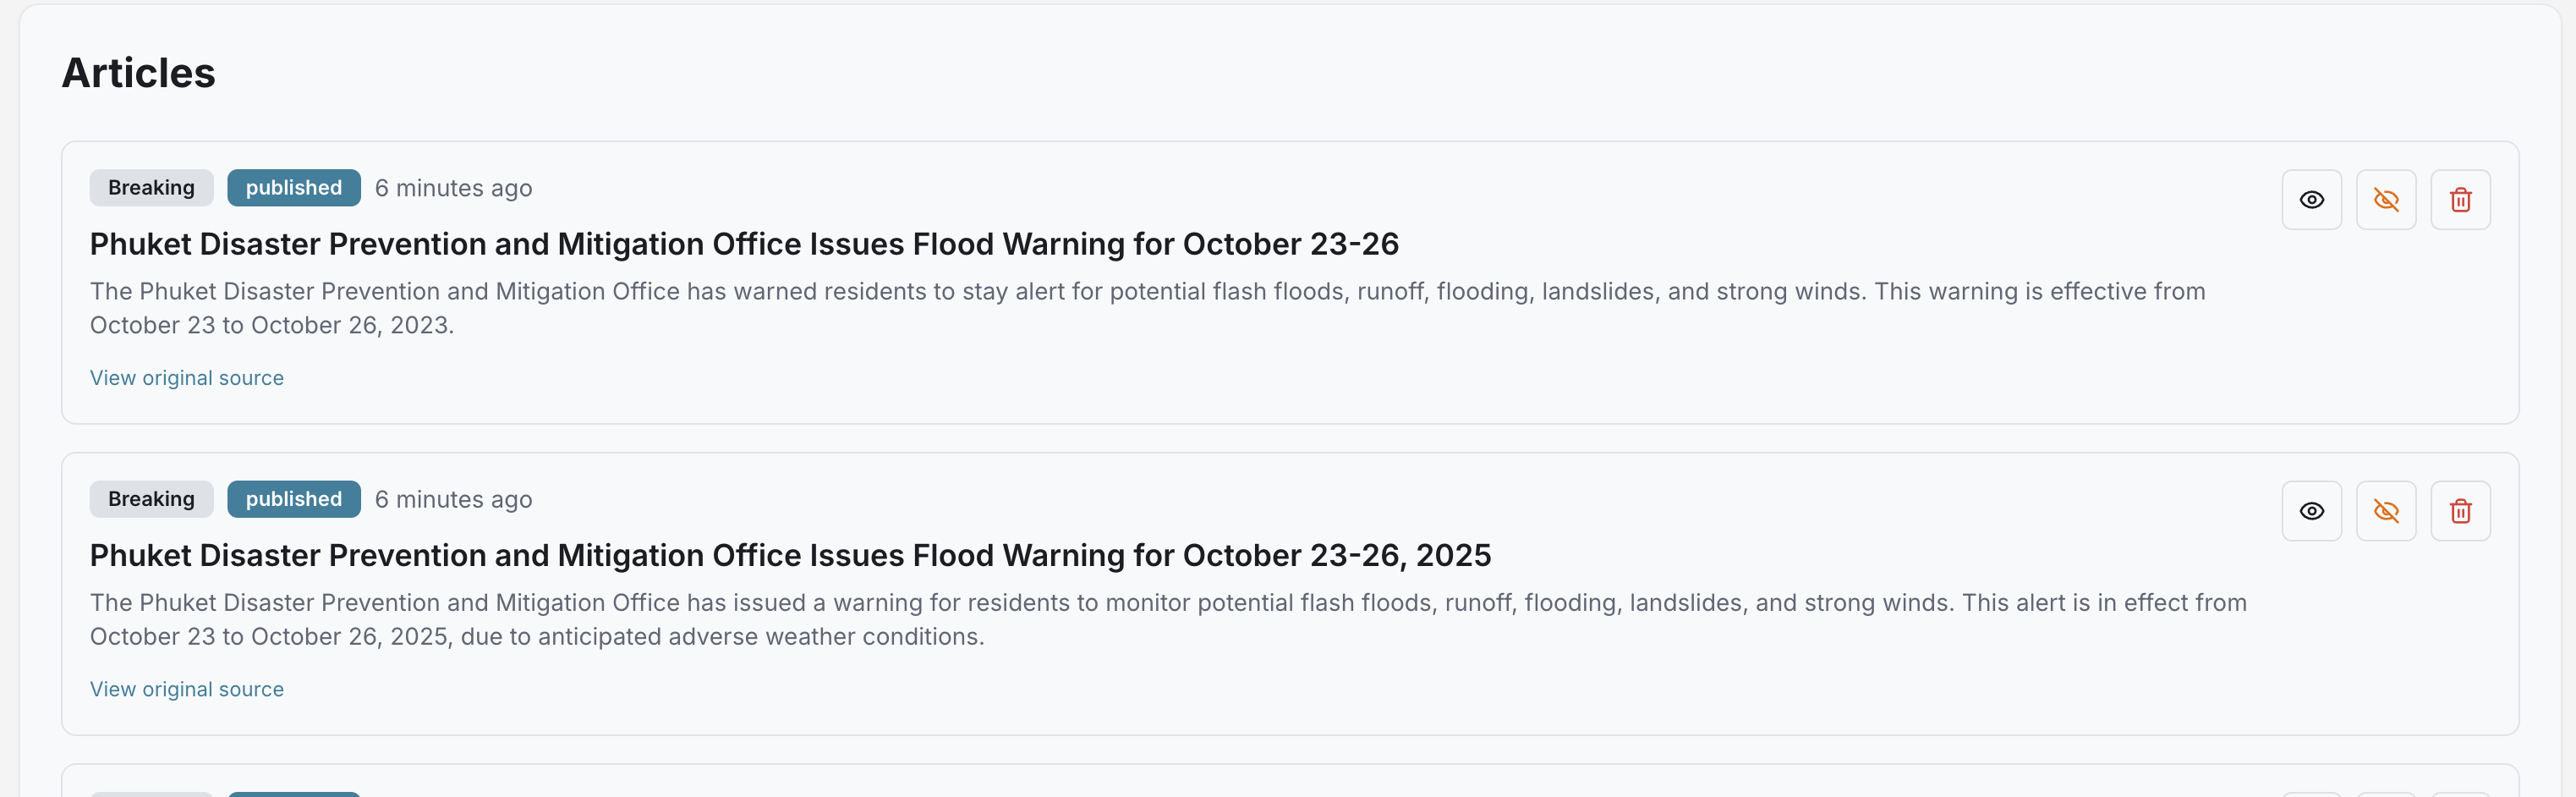 Articles
Breaking published 6 minutes ago
Phuket Disaster Prevention and Mitigation Office Issues Flood Warning for October 23-26
The Phuket Disaster Prevention and Mitigation Office has warned residents to stay alert for potential flash floods, runoff, flooding, landslides, and strong winds. This warning is effective from
October 23 to October 26, 2023.
View original source
Breaking published 6 minutes ago
Phuket Disaster Prevention and Mitigation Office Issues Flood Warning for October 23-26, 2025
The Phuket Disaster Prevention and Mitigation Office has issued a warning for residents to monitor potential flash floods, runoff, flooding, landslides, and strong winds. This alert is in effect from
October 23 to October 26, 2025, due to anticipated adverse weather conditions.
View original source